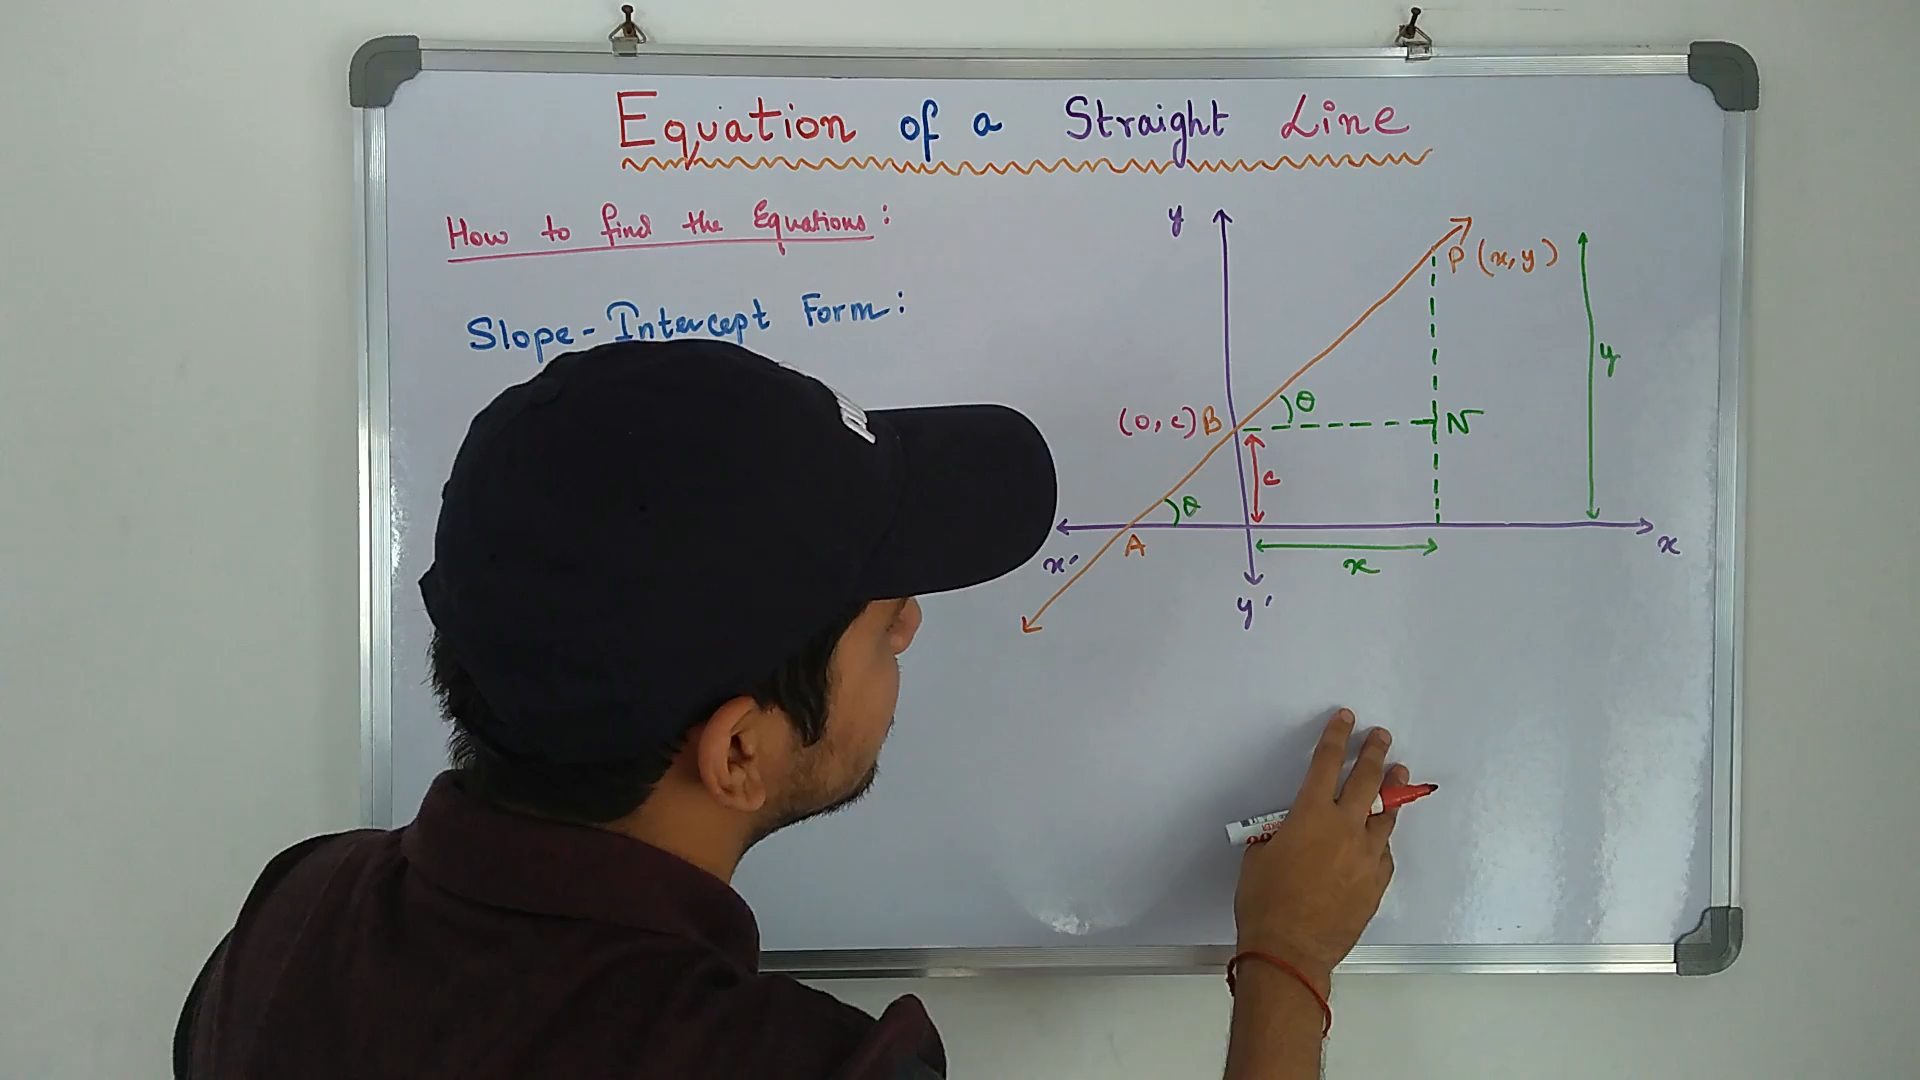 Equation of a Straight Line
How to find the Equations:
Slope-Intercept Form:
y
P (x, y)
y
θ
(0, c) B
N
c
θ
A
x'
x
x
y'